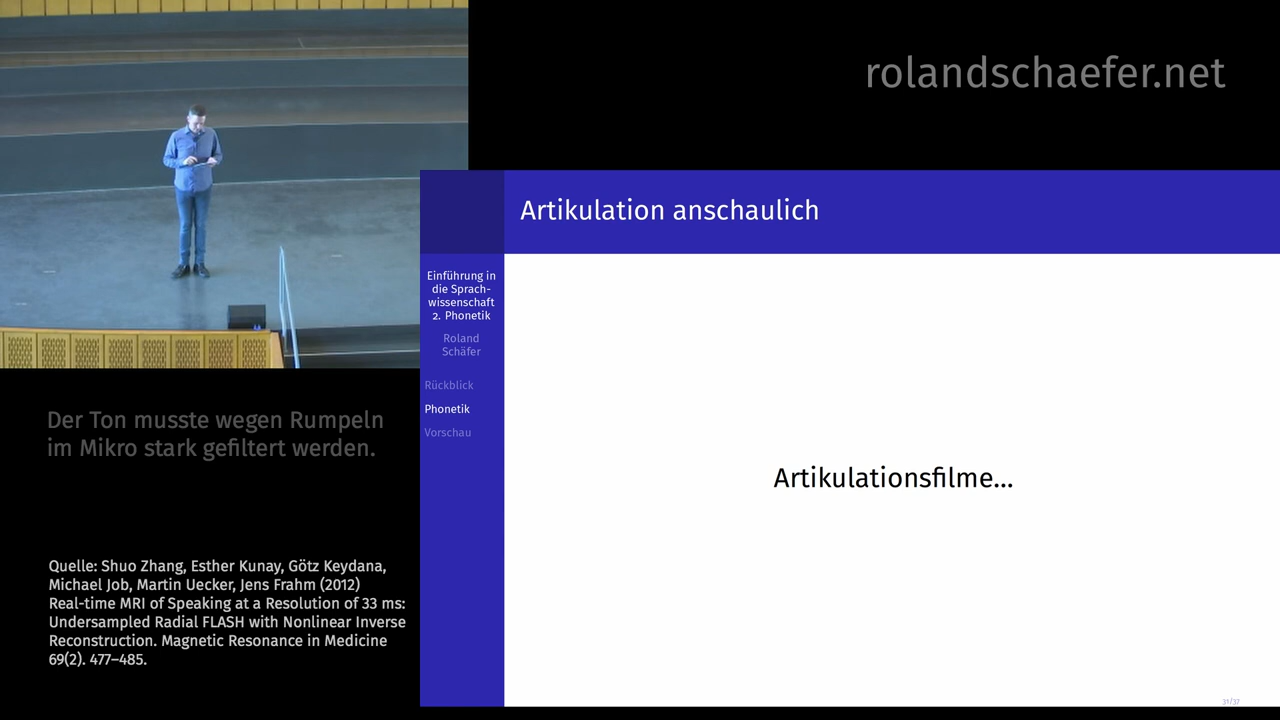 rolandschaefer.net
Artikulation anschaulich
Einführung in
die Sprach-
wissenschaft
2. Phonetik
Roland
Schäfer
Rückblick
Phonetik
Vorschau
Artikulationsfilme...
Der Ton musste wegen Rumpeln
im Mikro stark gefiltert werden.
Quelle: Shuo Zhang, Esther Kunay, Götz Keydana,
Michael Job, Martin Uecker, Jens Frahm (2012)
Real-time MRI of Speaking at a Resolution of 33 ms:
Undersampled Radial FLASH with Nonlinear Inverse
Reconstruction. Magnetic Resonance in Medicine
69(2). 477–485.
31/37